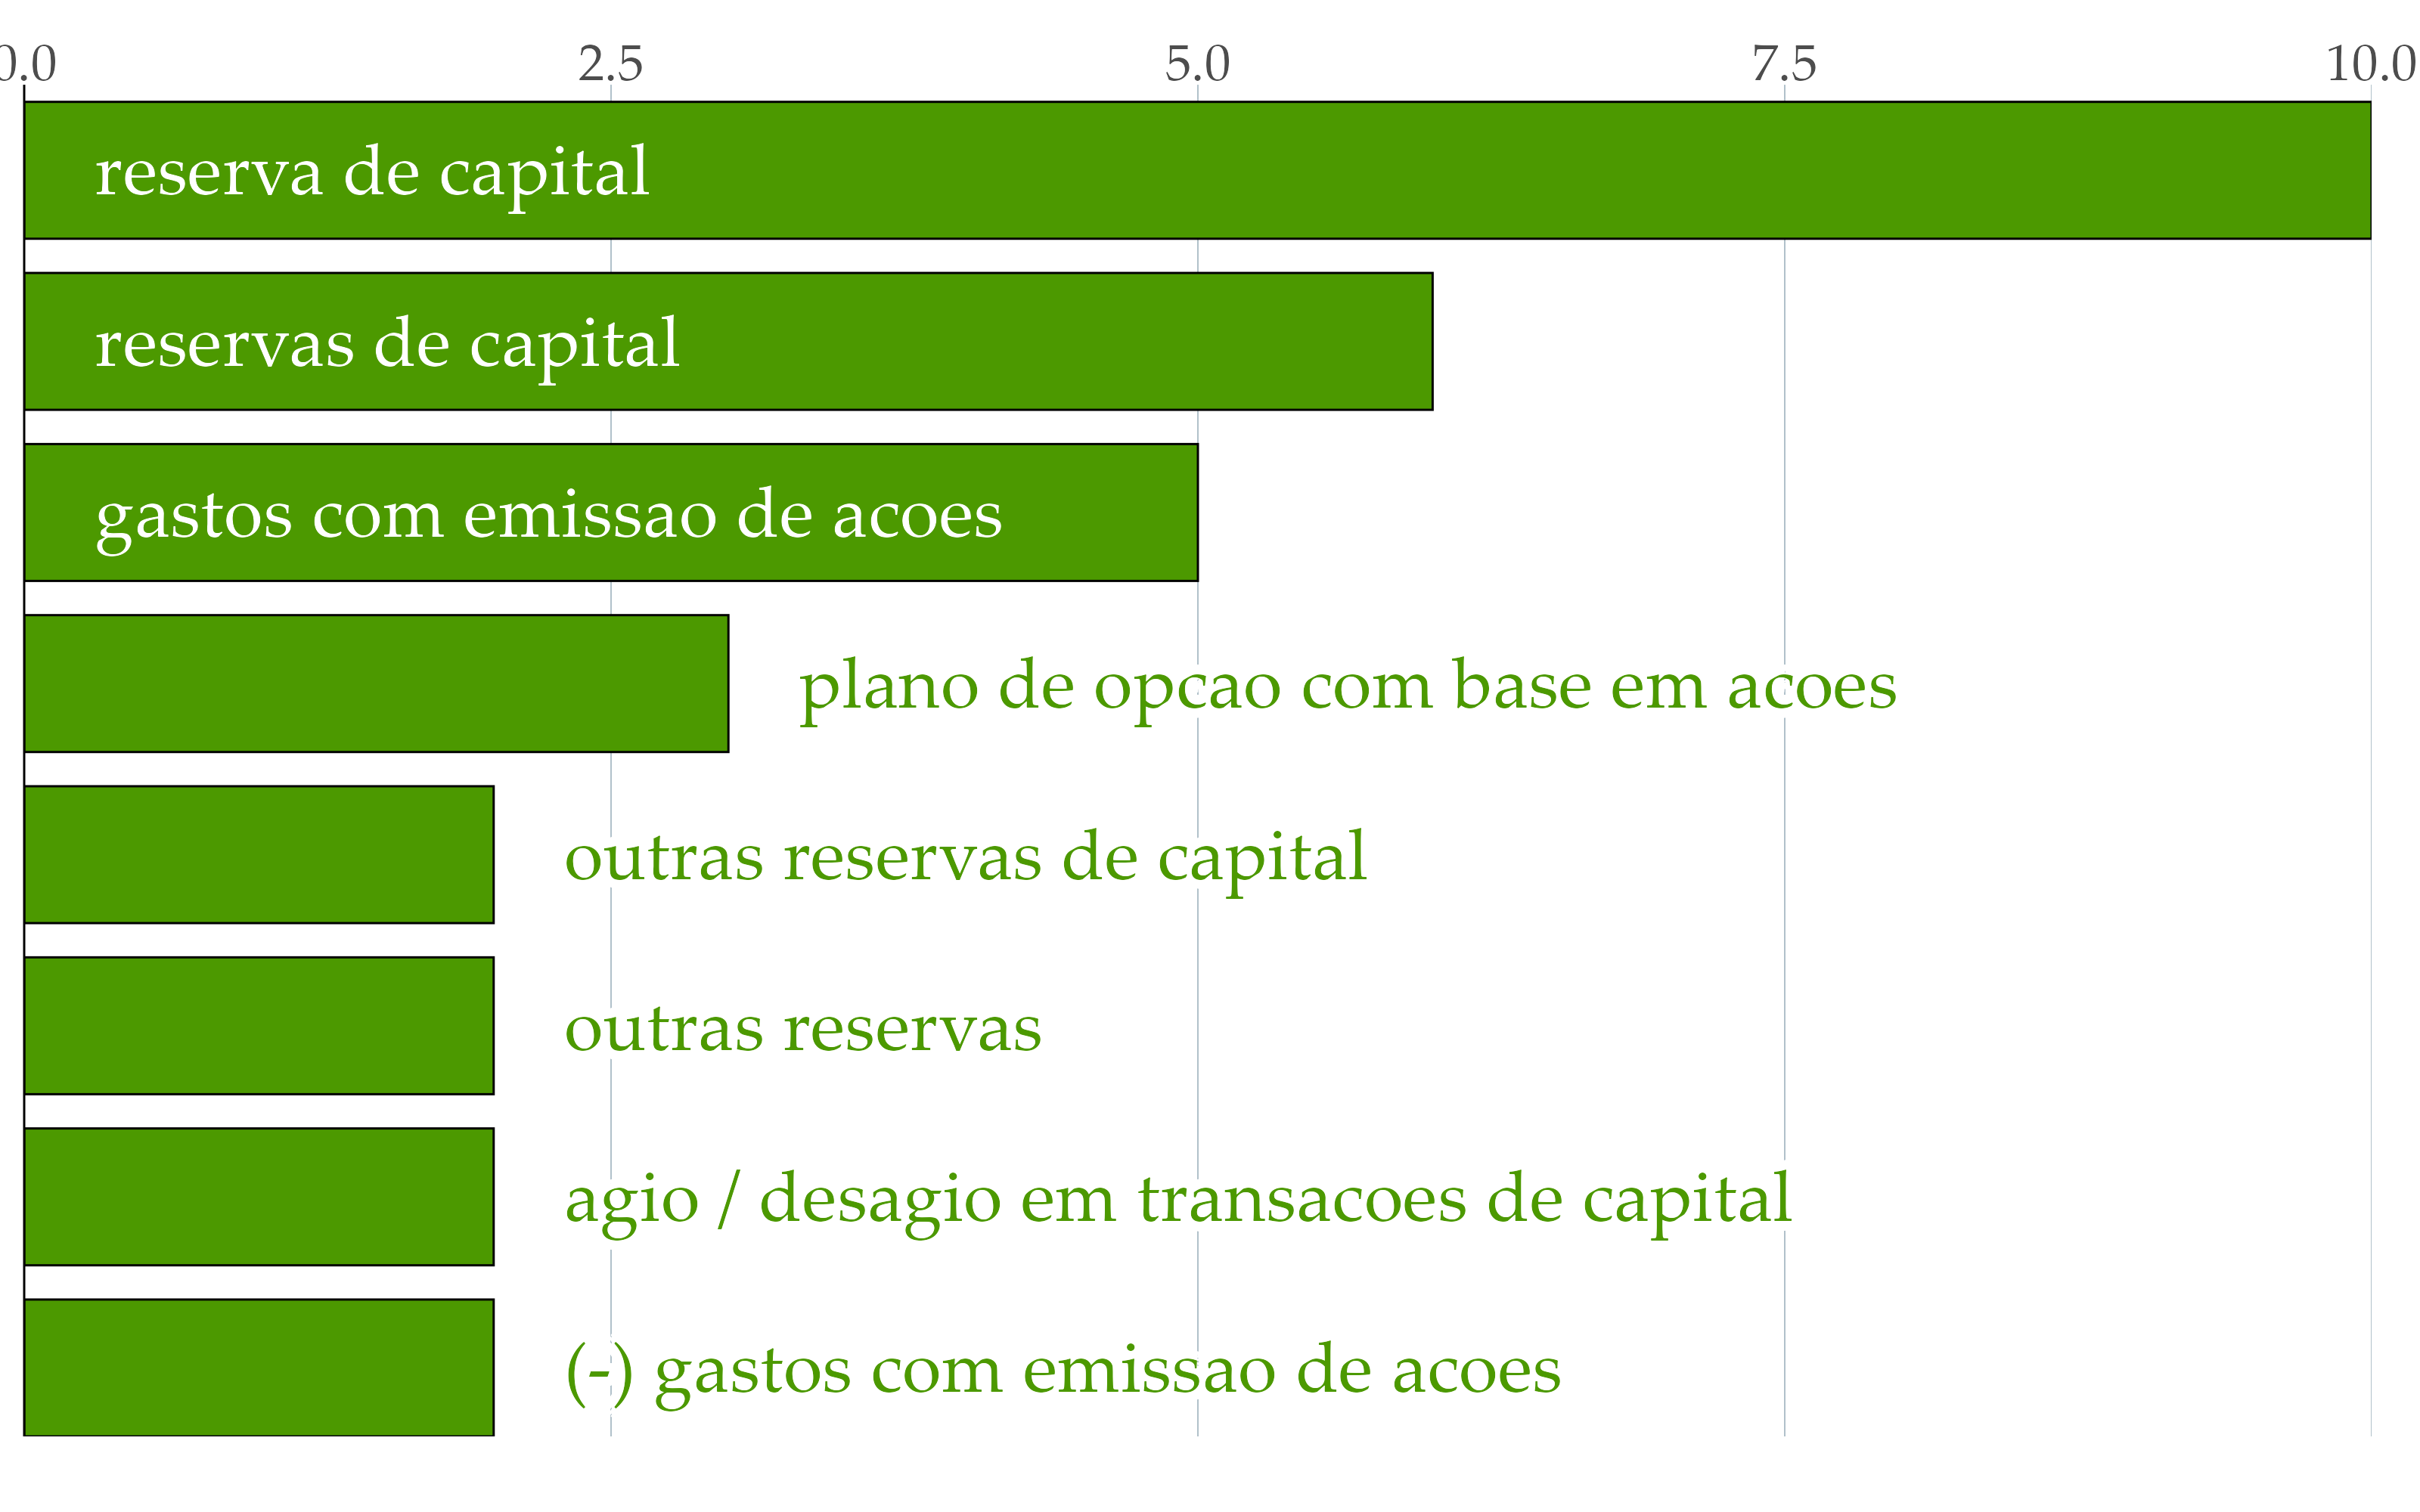 0.0 2.5 5.0 7.5 10.0
reserva de capital
reservas de capital
gastos com emissao de acoes
plano de opcao com base em acoes
outras reservas de capital
outras reservas
agio / desagio em transacoes de capital
(-) gastos com emissao de acoes